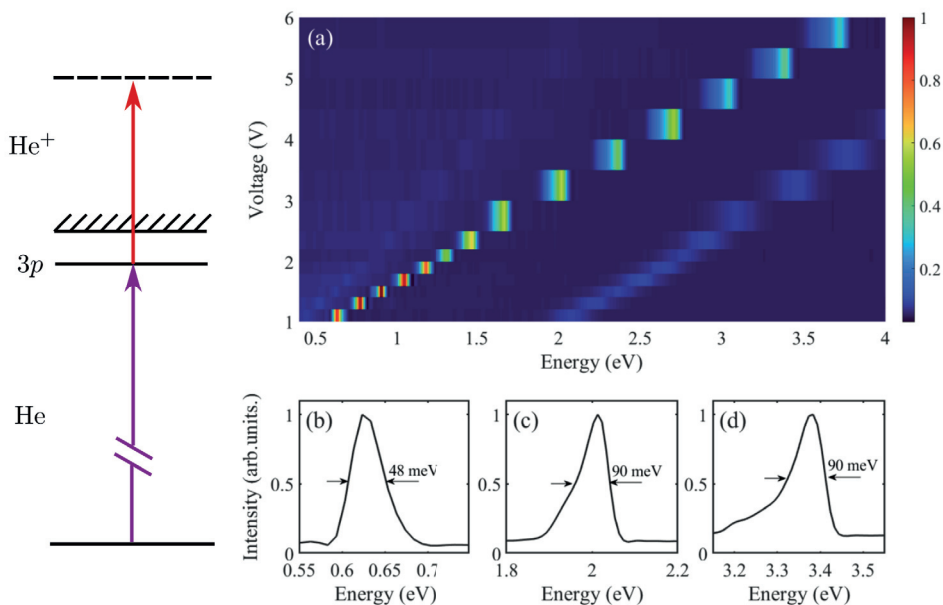 He⁺
3p
He
(a)
Voltage (V)
6
5
4
3
2
1
0.5 1 1.5 2 2.5 3 3.5 4
Energy (eV)
1
0.8
0.6
0.4
0.2
Intensity (arb.units.)
(b)
1
0.5
0
48 meV
0.55 0.6 0.65 0.7
Energy (eV)
(c)
1
0.5
0
90 meV
1.8 2 2.2
Energy (eV)
(d)
1
0.5
0
90 meV
3.2 3.3 3.4 3.5
Energy (eV)